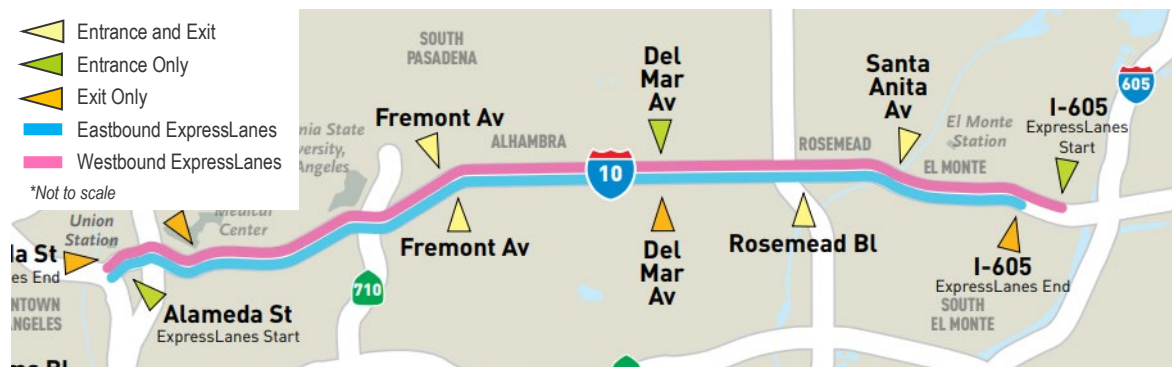 Entrance and Exit
Entrance Only
Exit Only
Eastbound ExpressLanes
Westbound ExpressLanes
*Not to scale
SOUTH
PASADENA
Fremont Av
ALHAMBRA
Del
Mar
Av
10
ROSEMEAD
Santa
Anita
Av
El Monte
Station
EL MONTE
I-605
ExpressLanes
Start
605
Medical
Center
Union
Station
St
End
Alameda St
ExpressLanes Start
710
Fremont Av
Del
Mar
Av
Rosemead Bl
I-605
ExpressLanes End
SOUTH
EL MONTE